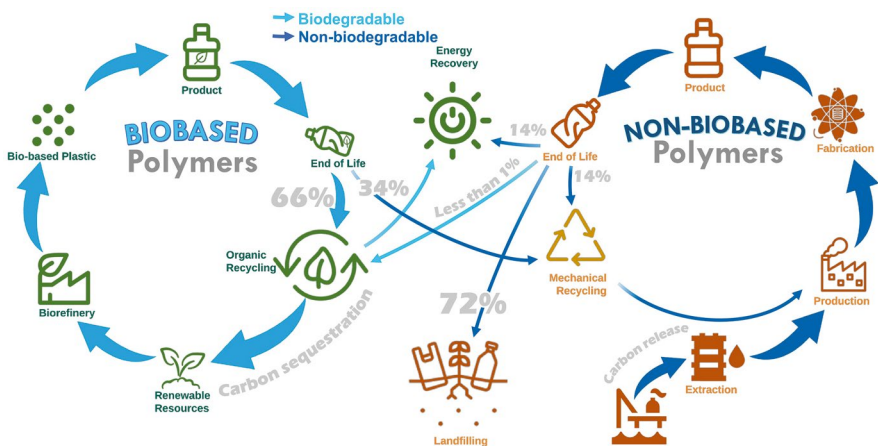 Biodegradable
Non-biodegradable
Energy
Recovery
Product
Product
BIOBASED
Polymers
NON-BIOBASED
Polymers
Bio-based Plastic
End of Life
14%
End of Life
Fabrication
66%
34%
Less than 1%
14%
Organic
Recycling
Mechanical
Recycling
Biorefinery
72%
Production
Carbon sequestration
Carbon release
Renewable
Resources
Extraction
Landfilling